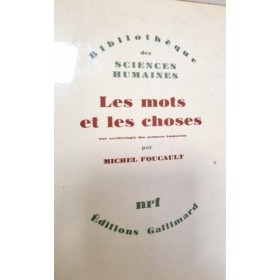 Bibliothèque
des
SCIENCES
HUMAINES
Les mots
et les choses
une archéologie des sciences humaines
par
MICHEL FOUCAULT
nrf
Éditions Gallimard